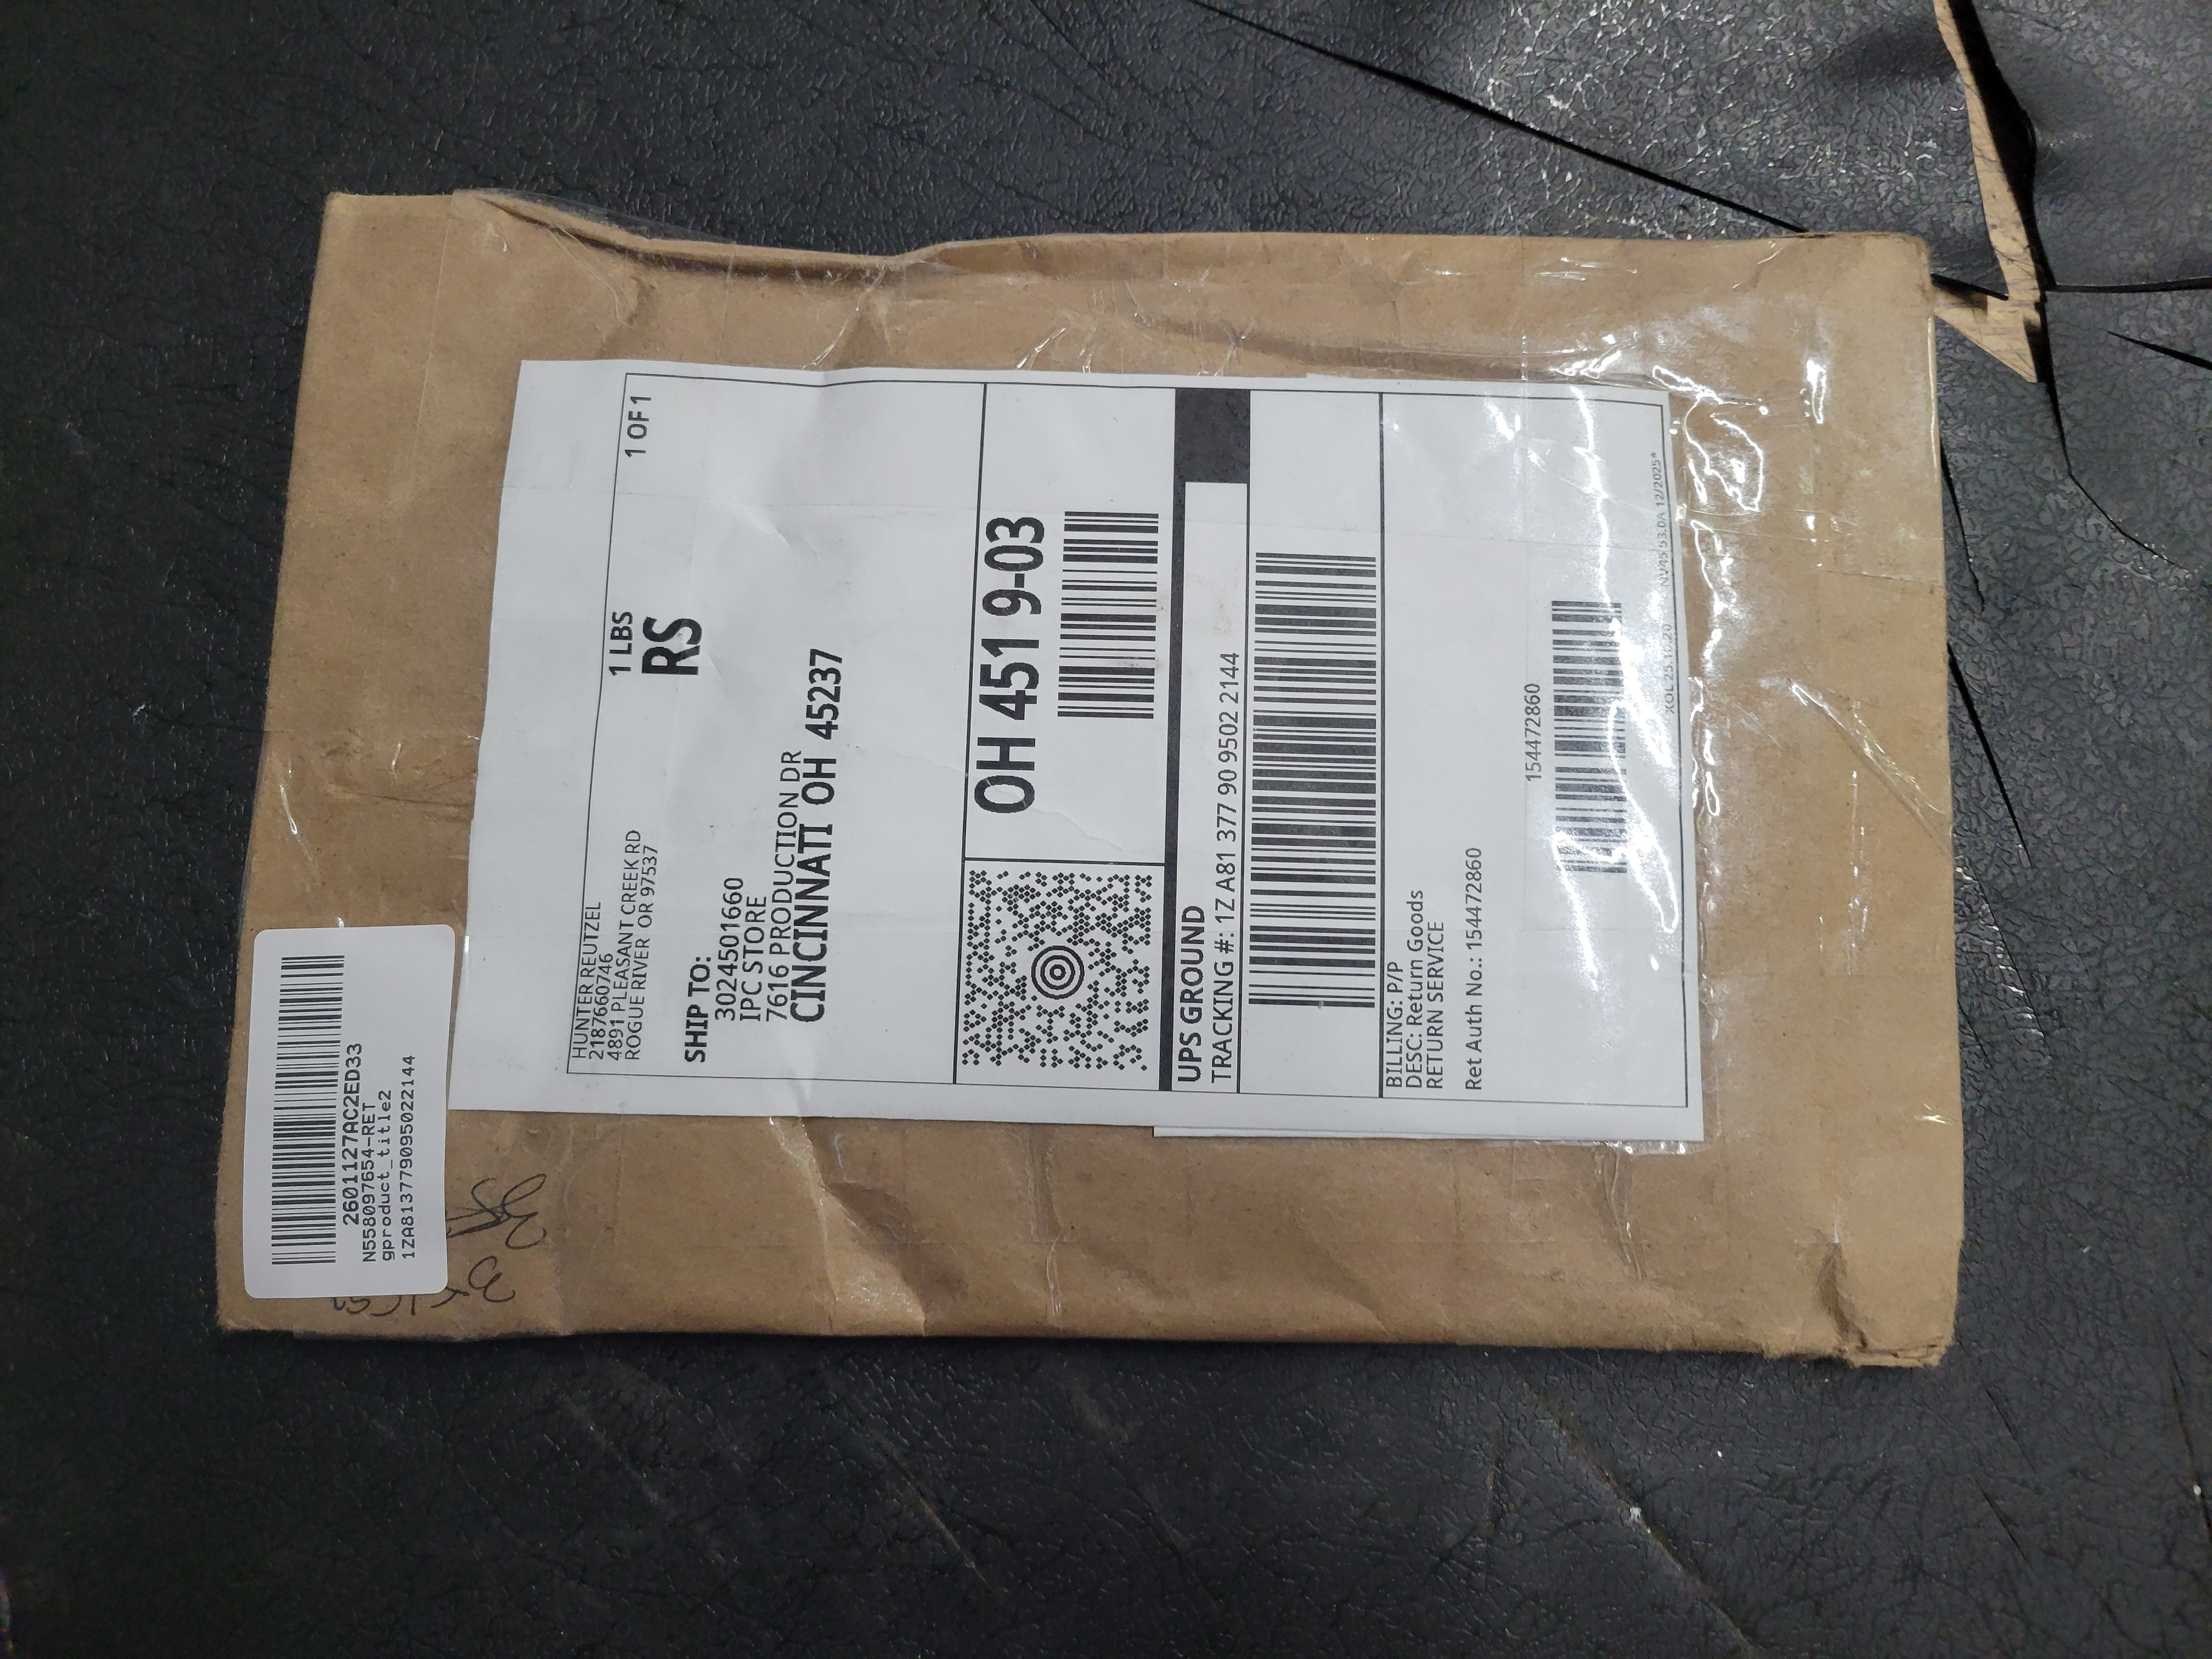 HUNTER REUTZEL
2187660746
4891 PLEASANT CREEK RD
ROGUE RIVER OR 97537
1 LBS
1 OF 1
RS
SHIP TO:
3024501660
IPC STORE
7616 PRODUCTION DR
CINCINNATI OH 45237
OH 451 9-03
UPS GROUND
TRACKING #: 1Z A81 377 90 9502 2144
BILLING: P/P
DESC: Return Goods
RETURN SERVICE
Ret Auth No.: 154472860
154472860
XOL 25.10.20 NV45 53.0A 12/2025*
2601127AC2ED33
N558097654-RET
gproduct_title2
1ZA813779095022144